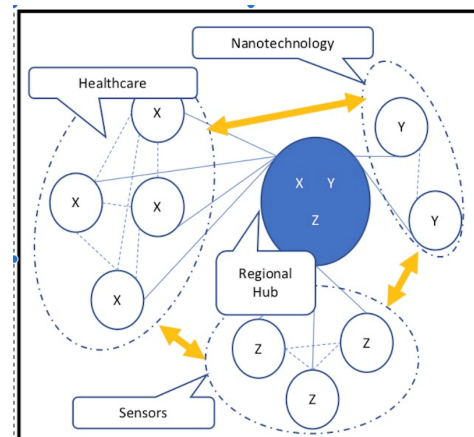 Nanotechnology
Healthcare
X
Y
X Y
X
X
Z
Y
Regional
Hub
X
Z
Z
Z
Sensors